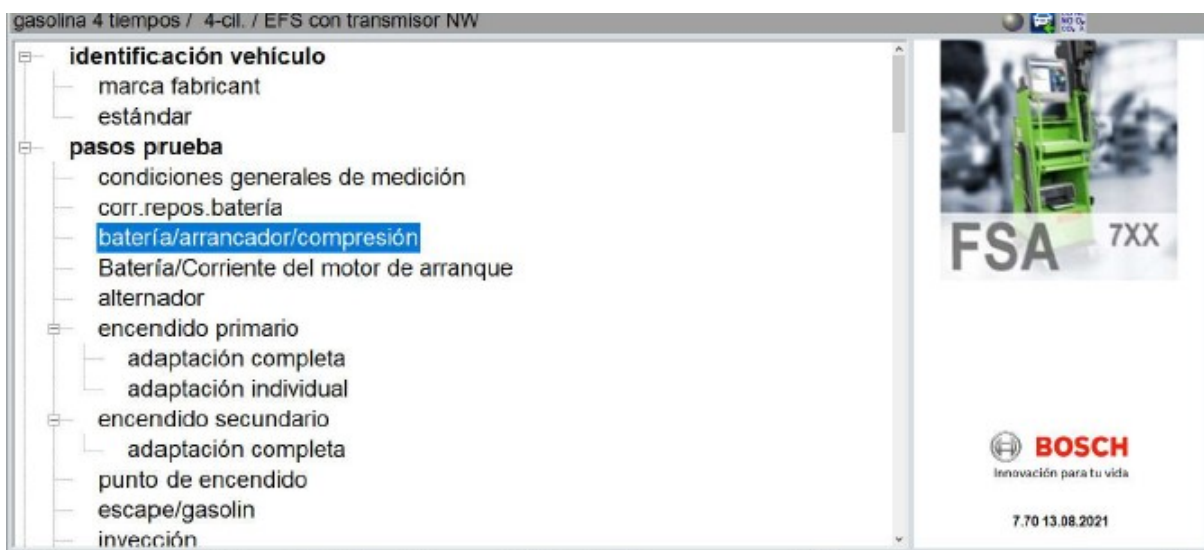 gasolina 4 tiempos / 4-cil. / EFS con transmisor NW
identificación vehículo
marca fabricant
estándar
pasos prueba
condiciones generales de medición
corr.repos.batería
batería/arrancador/compresión
Batería/Corriente del motor de arranque
alternador
encendido primario
adaptación completa
adaptación individual
encendido secundario
adaptación completa
punto de encendido
escape/gasolin
inyección
FSA 7XX
BOSCH
Innovación para tu vida
7.70 13.08.2021